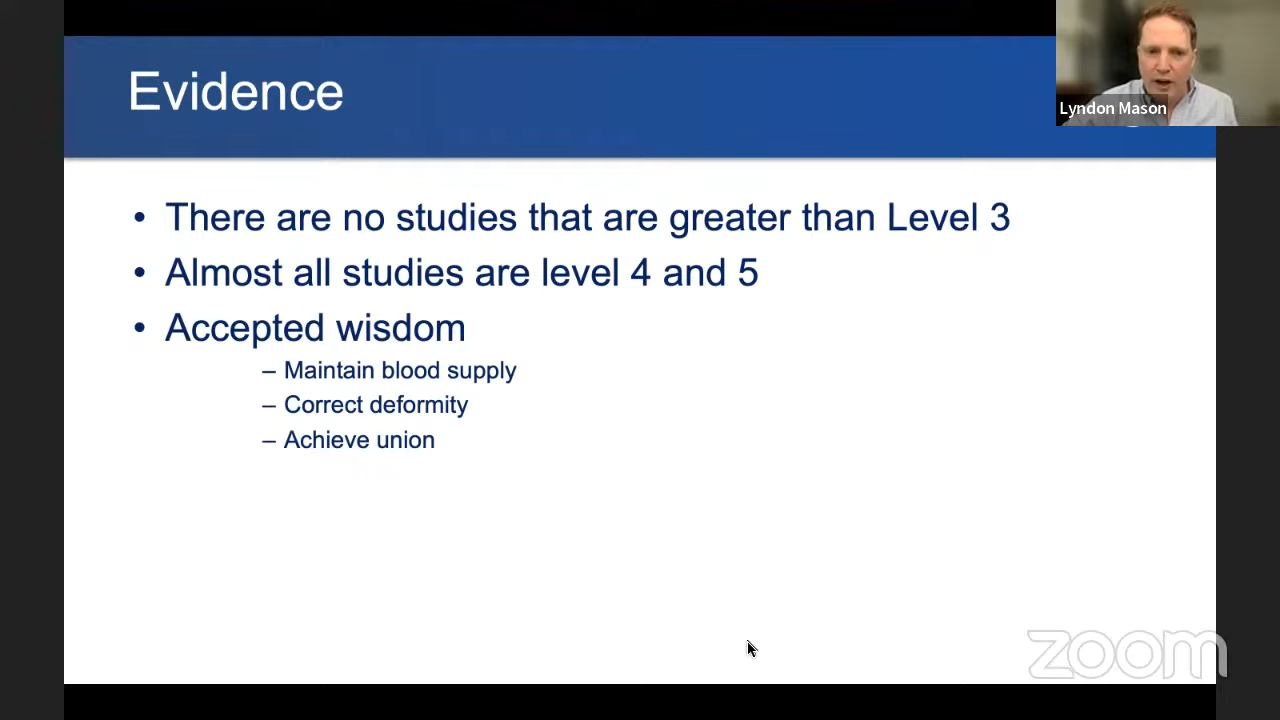 Evidence
Lyndon Mason
• There are no studies that are greater than Level 3
• Almost all studies are level 4 and 5
• Accepted wisdom
– Maintain blood supply
– Correct deformity
– Achieve union
zoom